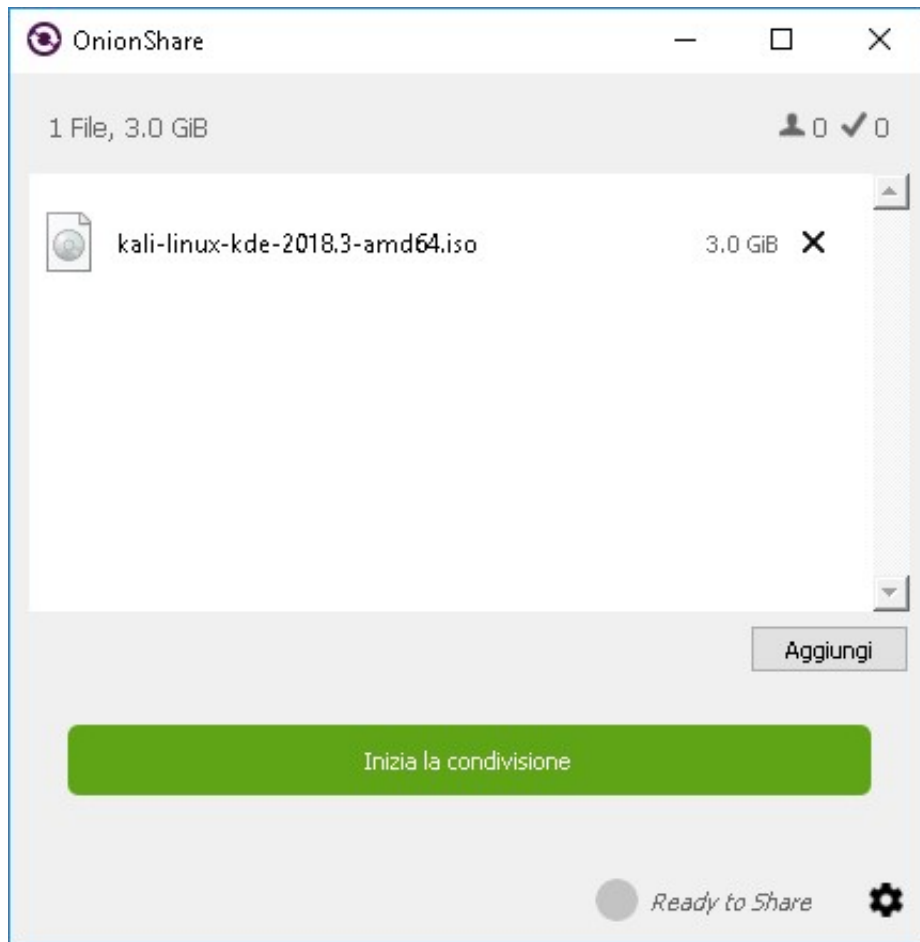 OnionShare
1 File, 3.0 GiB
0 0
kali-linux-kde-2018.3-amd64.iso 3.0 GiB
Aggiungi
Inizia la condivisione
Ready to Share